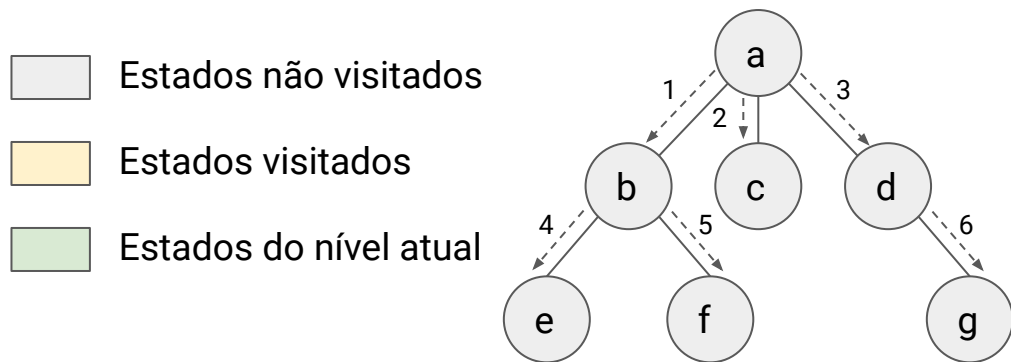 Estados não visitados
Estados visitados
Estados do nível atual
a
1
2
3
b
c
d
4
5
6
e
f
g